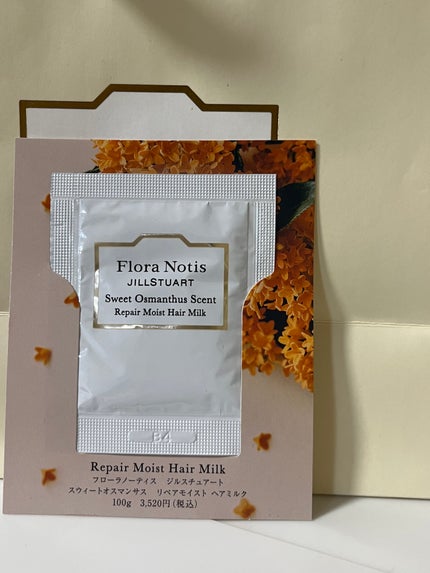 Flora Notis
JILLSTUART
Sweet Osmanthus Scent
Repair Moist Hair Milk
B4
Repair Moist Hair Milk
フローラノーティス　ジルスチュアート
スウィートオスマンサス　リペアモイスト ヘアミルク
100g　3,520円(税込)